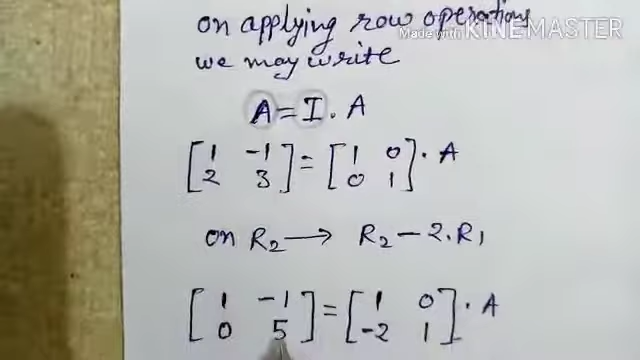 on applying row operations
Made with KINEMASTER
we may write
A = I . A
[1 -1] = [1 0] . A
[2 3] [0 1]
on R₂ → R₂ - 2.R₁
[1 -1] = [1 0] . A
[0 5] [-2 1]